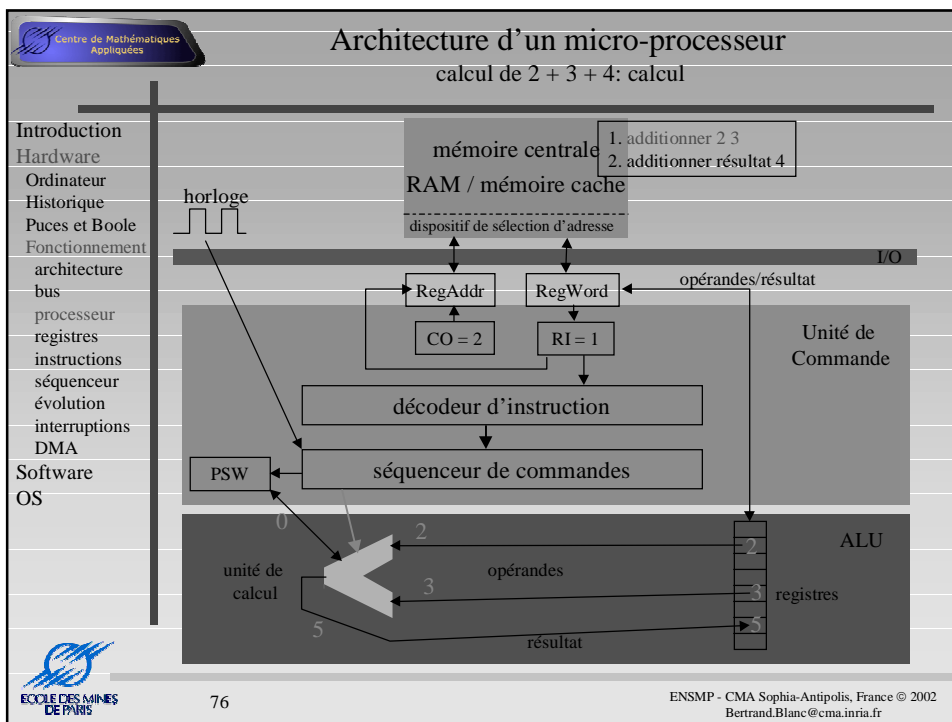 Centre de Mathématiques
Appliquées
Architecture d'un micro-processeur
calcul de 2 + 3 + 4: calcul
Introduction
Hardware
Ordinateur
Historique
Puces et Boole
Fonctionnement
architecture
bus
processeur
registres
instructions
séquenceur
évolution
interruptions
DMA
Software
OS
horloge
mémoire centrale
RAM / mémoire cache
dispositif de sélection d'adresse
1. additionner 2 3
2. additionner résultat 4
I/O
RegAddr
RegWord
opérandes/résultat
CO = 2
RI = 1
Unité de
Commande
décodeur d'instruction
PSW
séquenceur de commandes
0
2
2
ALU
unité de
calcul
opérandes
3
3
registres
5
5
résultat
ECOLE DES MINES
DE PARIS
76
ENSMP - CMA Sophia-Antipolis, France © 2002
Bertrand.Blanc@cma.inria.fr